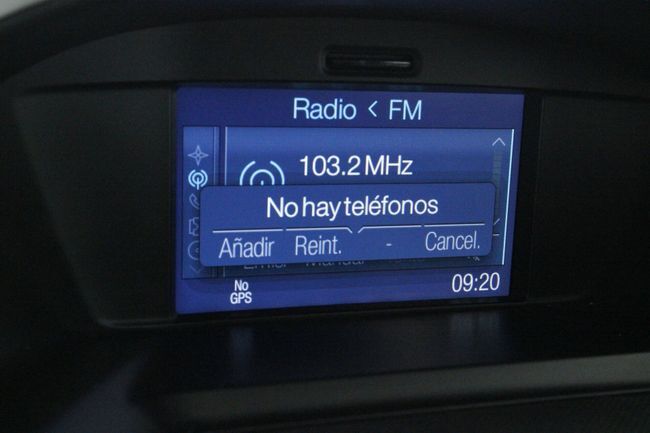 Radio < FM
103.2 MHz
No hay teléfonos
Añadir Reint. - Cancel.
No GPS
09:20